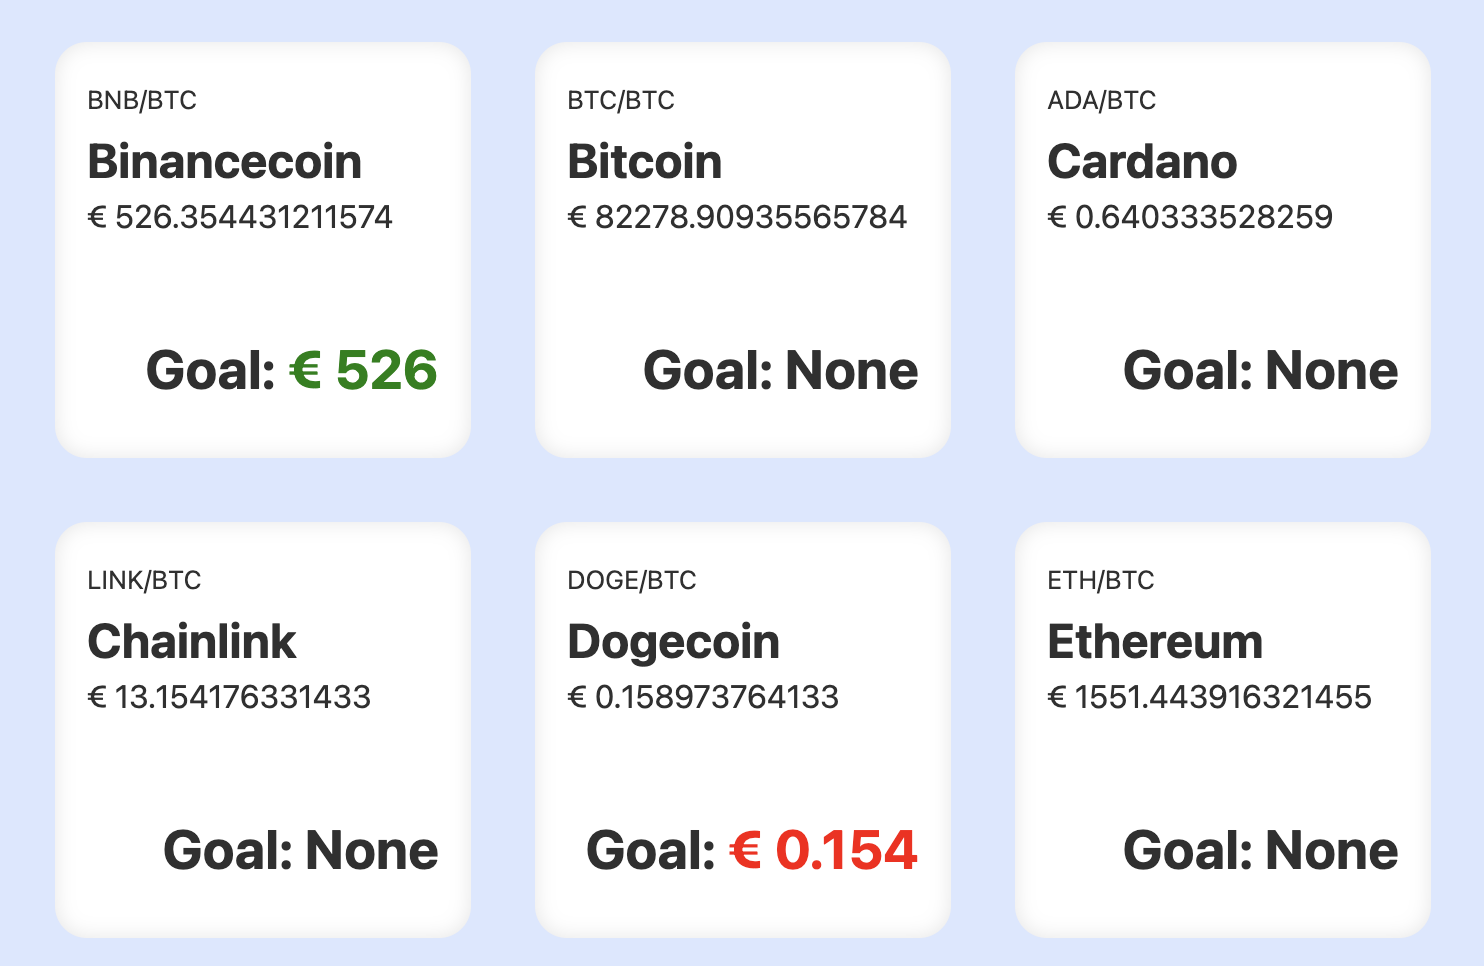 BNB/BTC
Binancecoin
€ 526.354431211574
Goal: € 526
BTC/BTC
Bitcoin
€ 82278.90935565784
Goal: None
ADA/BTC
Cardano
€ 0.640333528259
Goal: None
LINK/BTC
Chainlink
€ 13.154176331433
Goal: None
DOGE/BTC
Dogecoin
€ 0.158973764133
Goal: € 0.154
ETH/BTC
Ethereum
€ 1551.443916321455
Goal: None